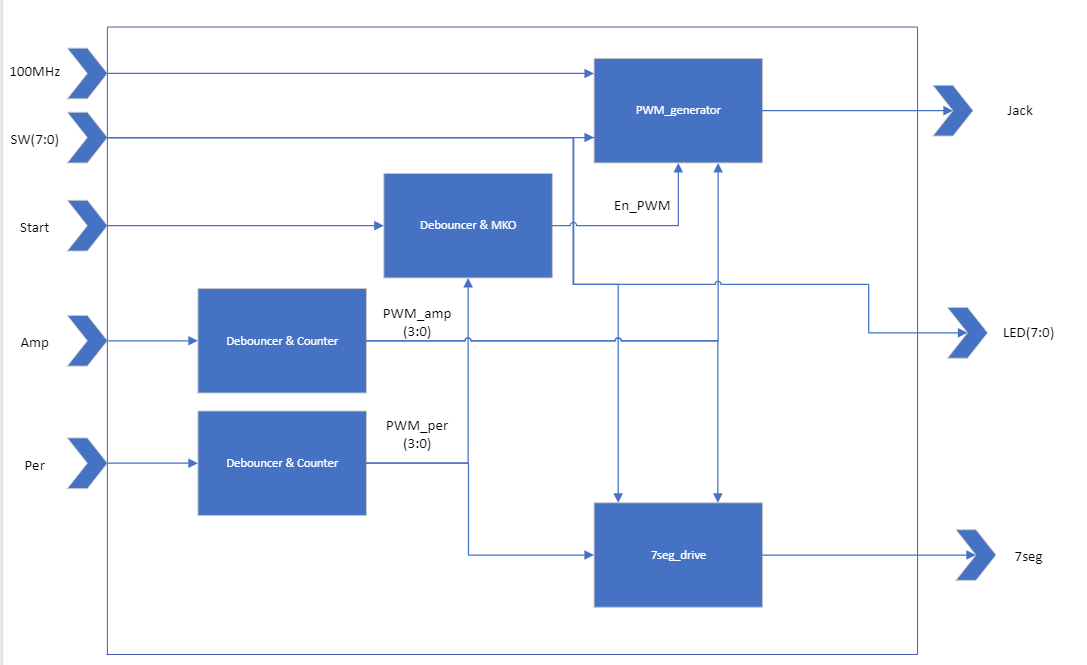 100MHz
PWM_generator
Jack
SW(7:0)
En_PWM
Start
Debouncer & MKO
PWM_amp
(3:0)
Amp
Debouncer & Counter
LED(7:0)
PWM_per
(3:0)
Per
Debouncer & Counter
7seg_drive
7seg